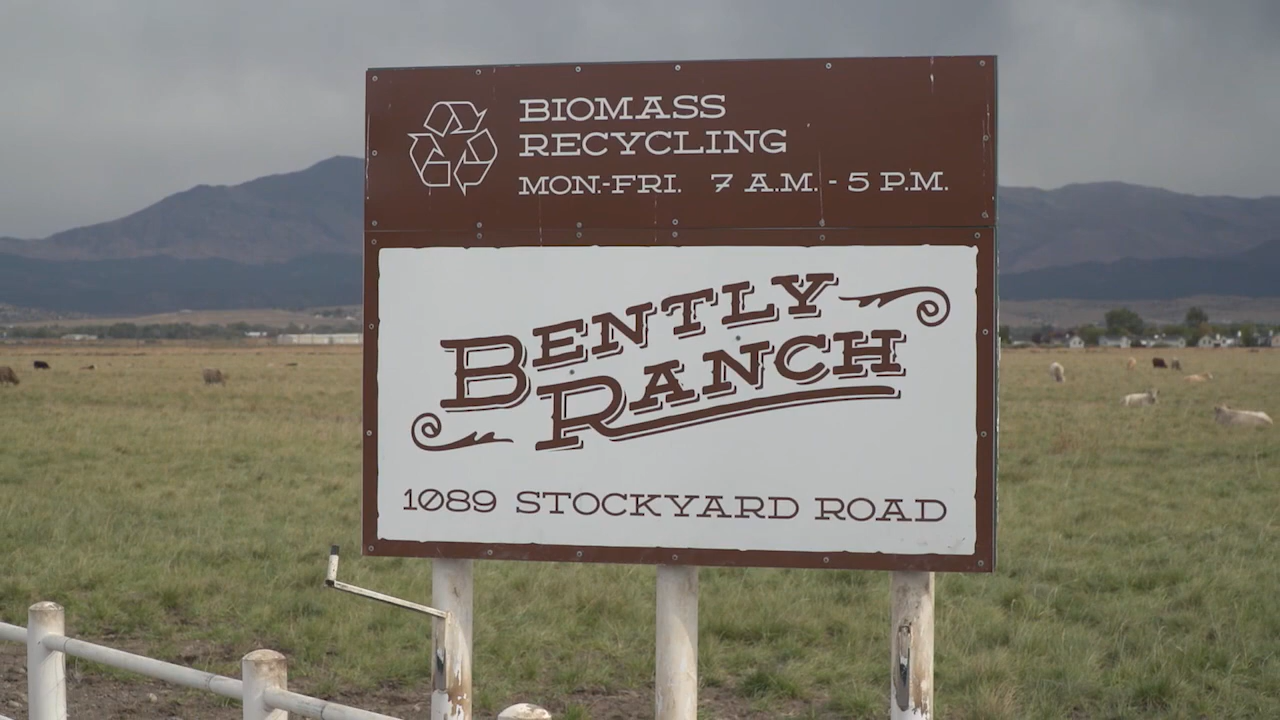 BIOMASS
RECYCLING
MON.-FRI. 7 A.M. - 5 P.M.
BENTLY
RANCH
1089 STOCKYARD ROAD